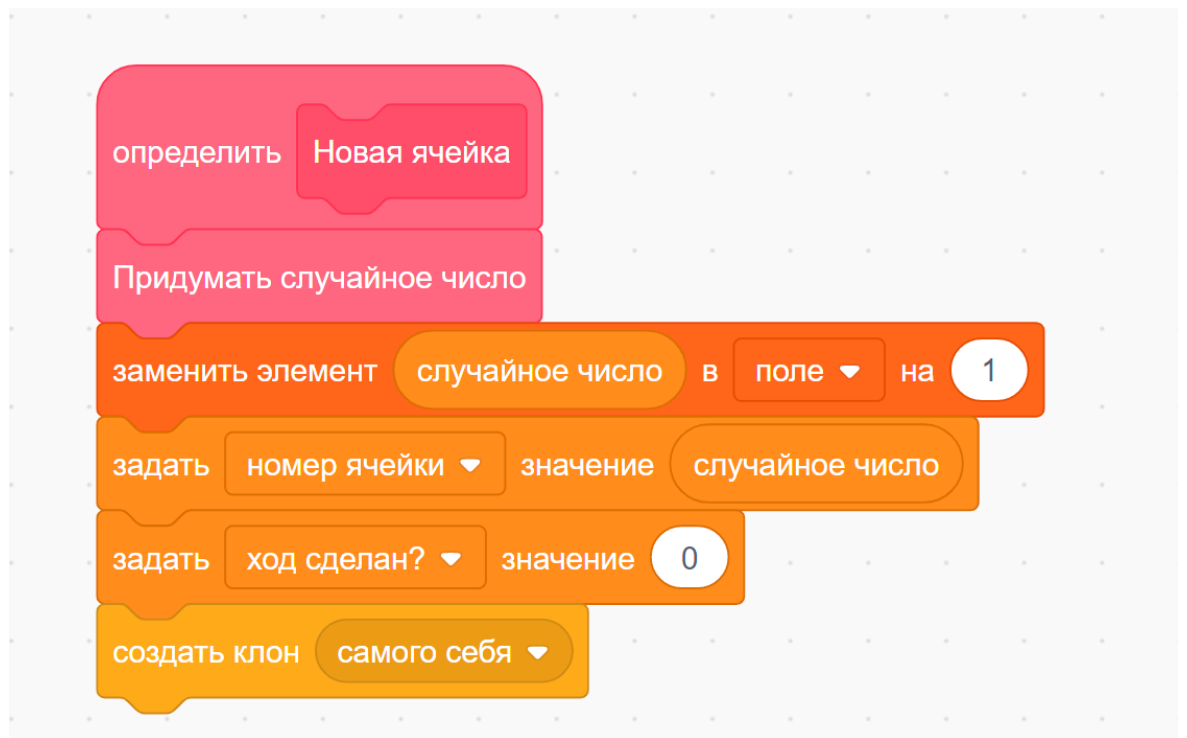 определить Новая ячейка
Придумать случайное число
заменить элемент случайное число в поле на 1
задать номер ячейки значение случайное число
задать ход сделан? значение 0
создать клон самого себя